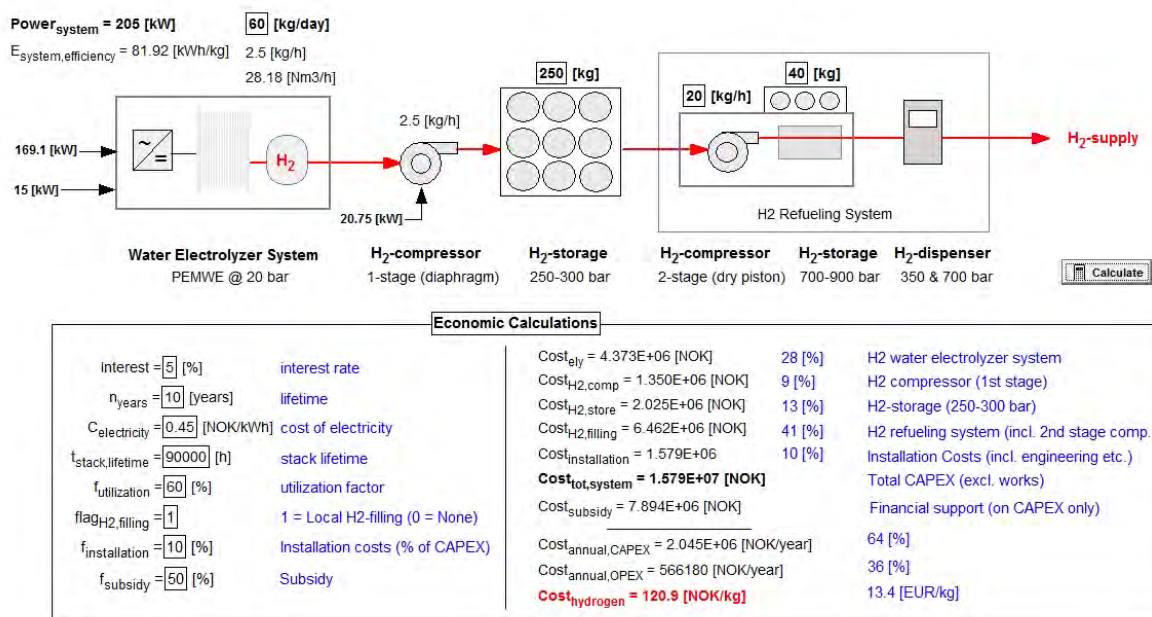 Power_system = 205 [kW]
60 [kg/day]
E_system,efficiency = 81.92 [kWh/kg]
2.5 [kg/h]
28.18 [Nm3/h]
250 [kg]
40 [kg]
20 [kg/h]
2.5 [kg/h]
169.1 [kW]
~
=
H2
H2-supply
15 [kW]
20.75 [kW]
H2 Refueling System
Water Electrolyzer System
PEMWE @ 20 bar
H2-compressor
1-stage (diaphragm)
H2-storage
250-300 bar
H2-compressor
2-stage (dry piston)
H2-storage
700-900 bar
H2-dispenser
350 & 700 bar
Calculate
Economic Calculations
interest = 5 [%] interest rate
n_years = 10 [years] lifetime
C_electricity = 0.45 [NOK/kWh] cost of electricity
t_stack,lifetime = 90000 [h] stack lifetime
f_utilization = 60 [%] utilization factor
flag_H2,filling = 1 1 = Local H2-filling (0 = None)
f_installation = 10 [%] Installation costs (% of CAPEX)
f_subsidy = 50 [%] Subsidy
Cost_ely = 4.373E+06 [NOK] 28 [%] H2 water electrolyzer system
Cost_H2,comp = 1.350E+06 [NOK] 9 [%] H2 compressor (1st stage)
Cost_H2,store = 2.025E+06 [NOK] 13 [%] H2-storage (250-300 bar)
Cost_H2,filling = 6.462E+06 [NOK] 41 [%] H2 refueling system (incl. 2nd stage comp.
Cost_installation = 1.579E+06 10 [%] Installation Costs (incl. engineering etc.)
Cost_tot,system = 1.579E+07 [NOK] Total CAPEX (excl. works)
Cost_subsidy = 7.894E+06 [NOK] Financial support (on CAPEX only)
Cost_annual,CAPEX = 2.045E+06 [NOK/year] 64 [%]
Cost_annual,OPEX = 566180 [NOK/year] 36 [%]
Cost_hydrogen = 120.9 [NOK/kg] 13.4 [EUR/kg]